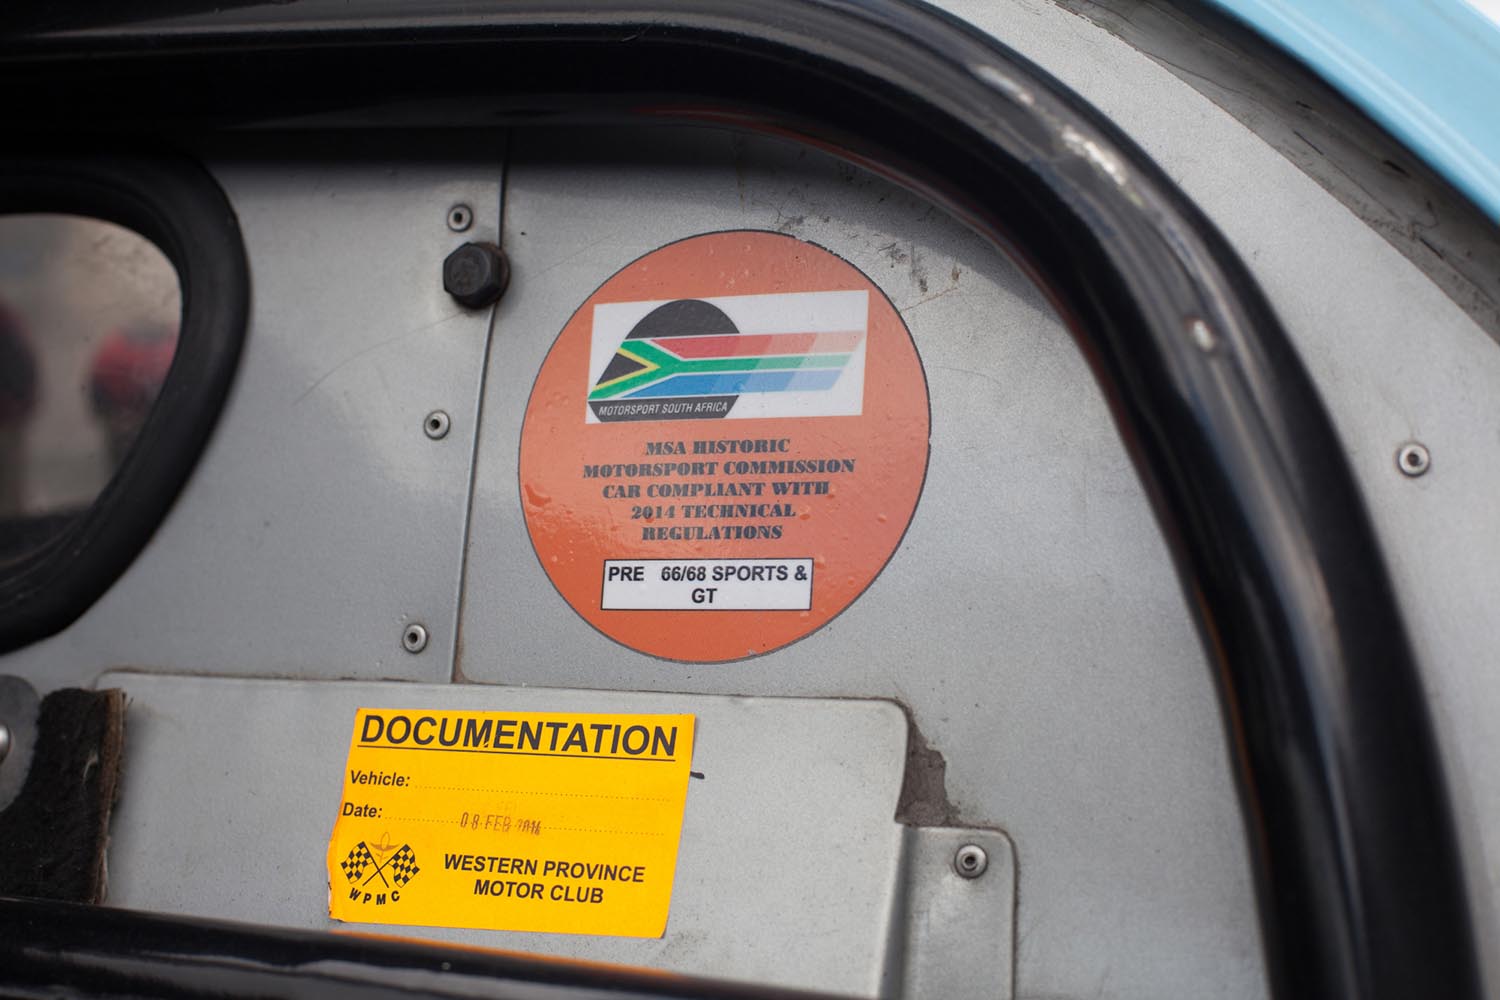 MOTORSPORT SOUTH AFRICA
MSA HISTORIC
MOTORSPORT COMMISSION
CAR COMPLIANT WITH
2014 TECHNICAL
REGULATIONS
PRE 66/68 SPORTS &
GT
DOCUMENTATION
Vehicle:
Date: 08 FEB
WPMC
WESTERN PROVINCE
MOTOR CLUB